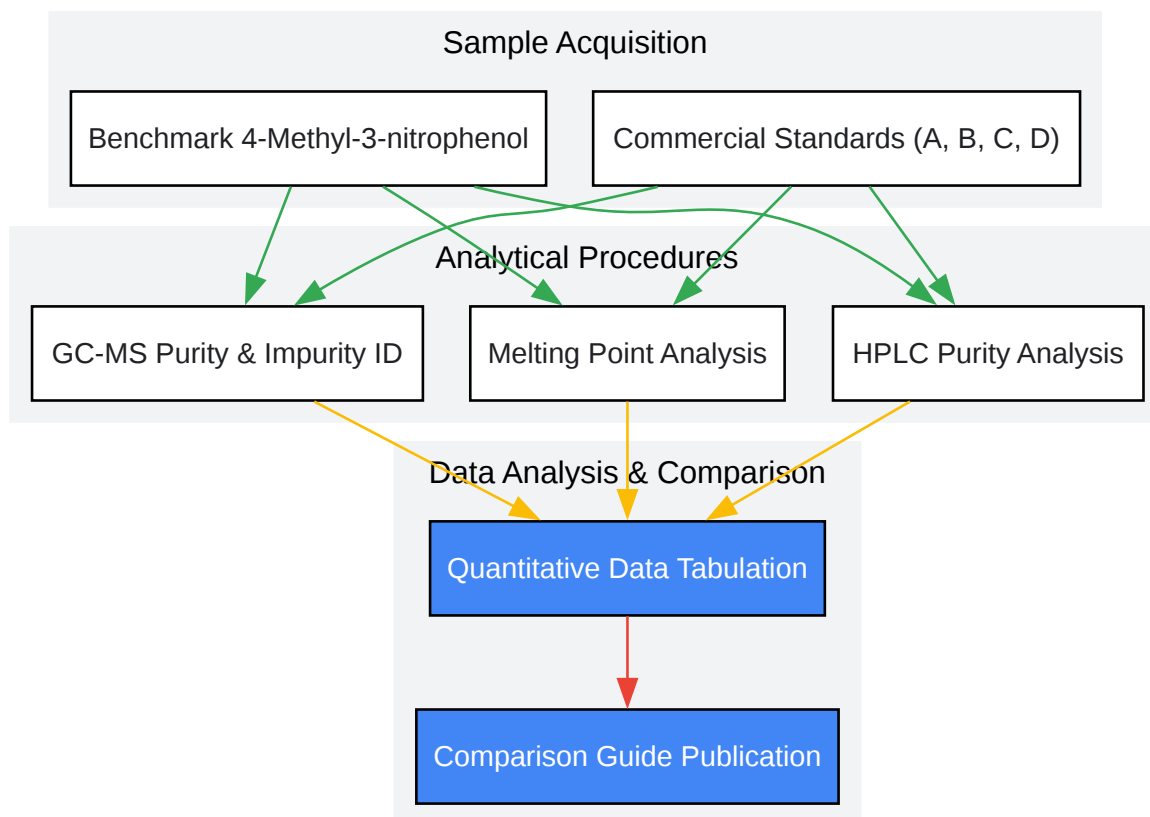 Sample Acquisition
Benchmark 4-Methyl-3-nitrophenol
Commercial Standards (A, B, C, D)
Analytical Procedures
GC-MS Purity & Impurity ID
Melting Point Analysis
HPLC Purity Analysis
Data Analysis & Comparison
Quantitative Data Tabulation
Comparison Guide Publication